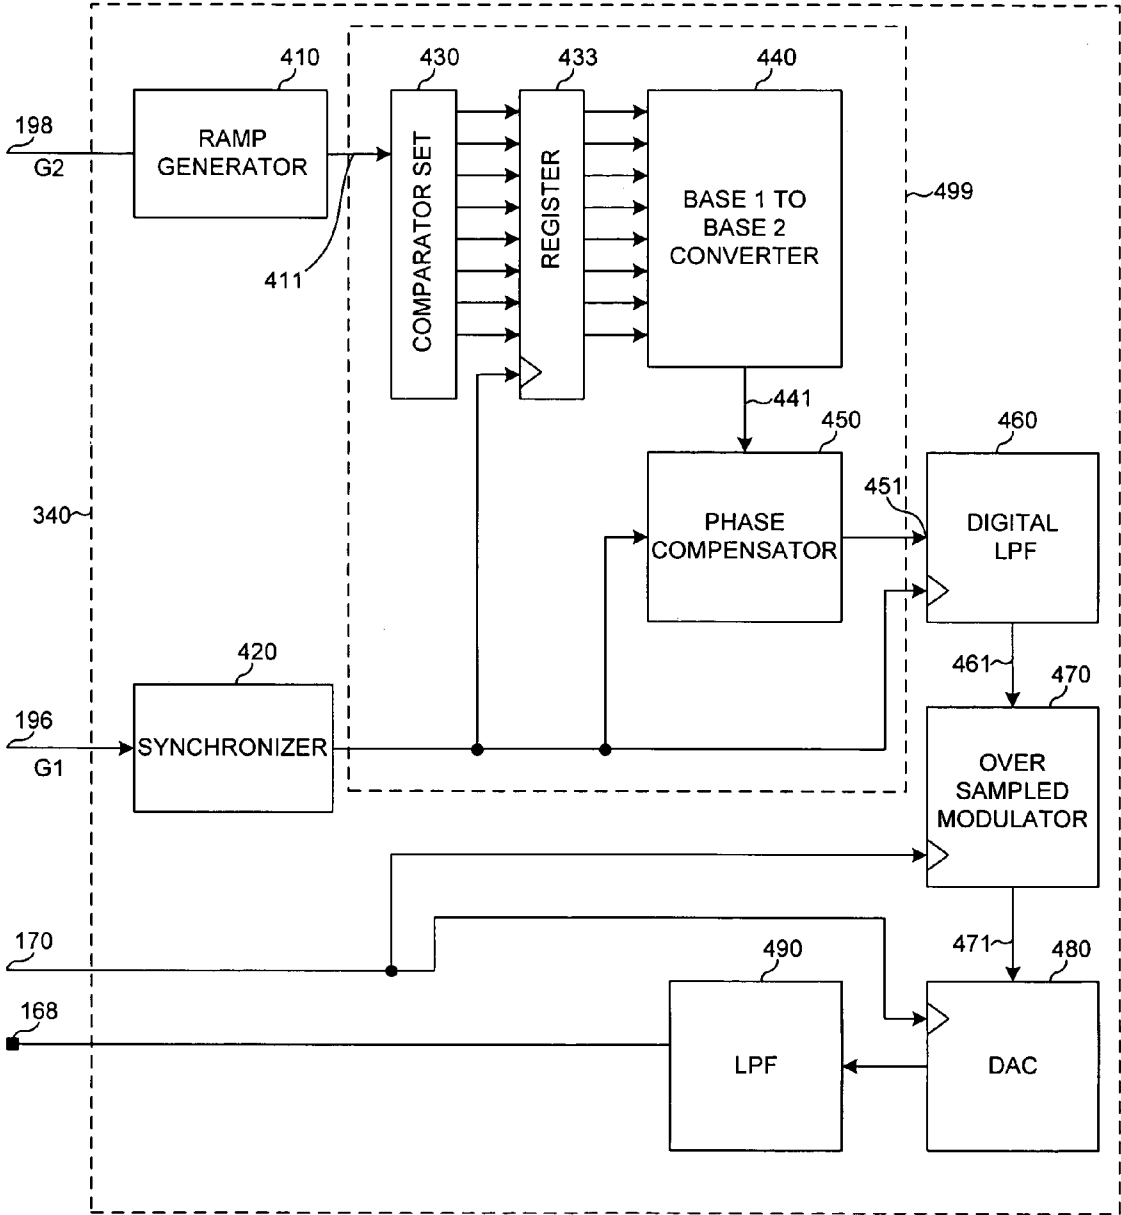 410
430
433
440
198
G2
RAMP
GENERATOR
411
COMPARATOR SET
REGISTER
BASE 1 TO
BASE 2
CONVERTER
499
441
450
460
451
340
PHASE
COMPENSATOR
DIGITAL
LPF
420
461
470
196
G1
SYNCHRONIZER
OVER
SAMPLED
MODULATOR
170
471
490
480
168
LPF
DAC